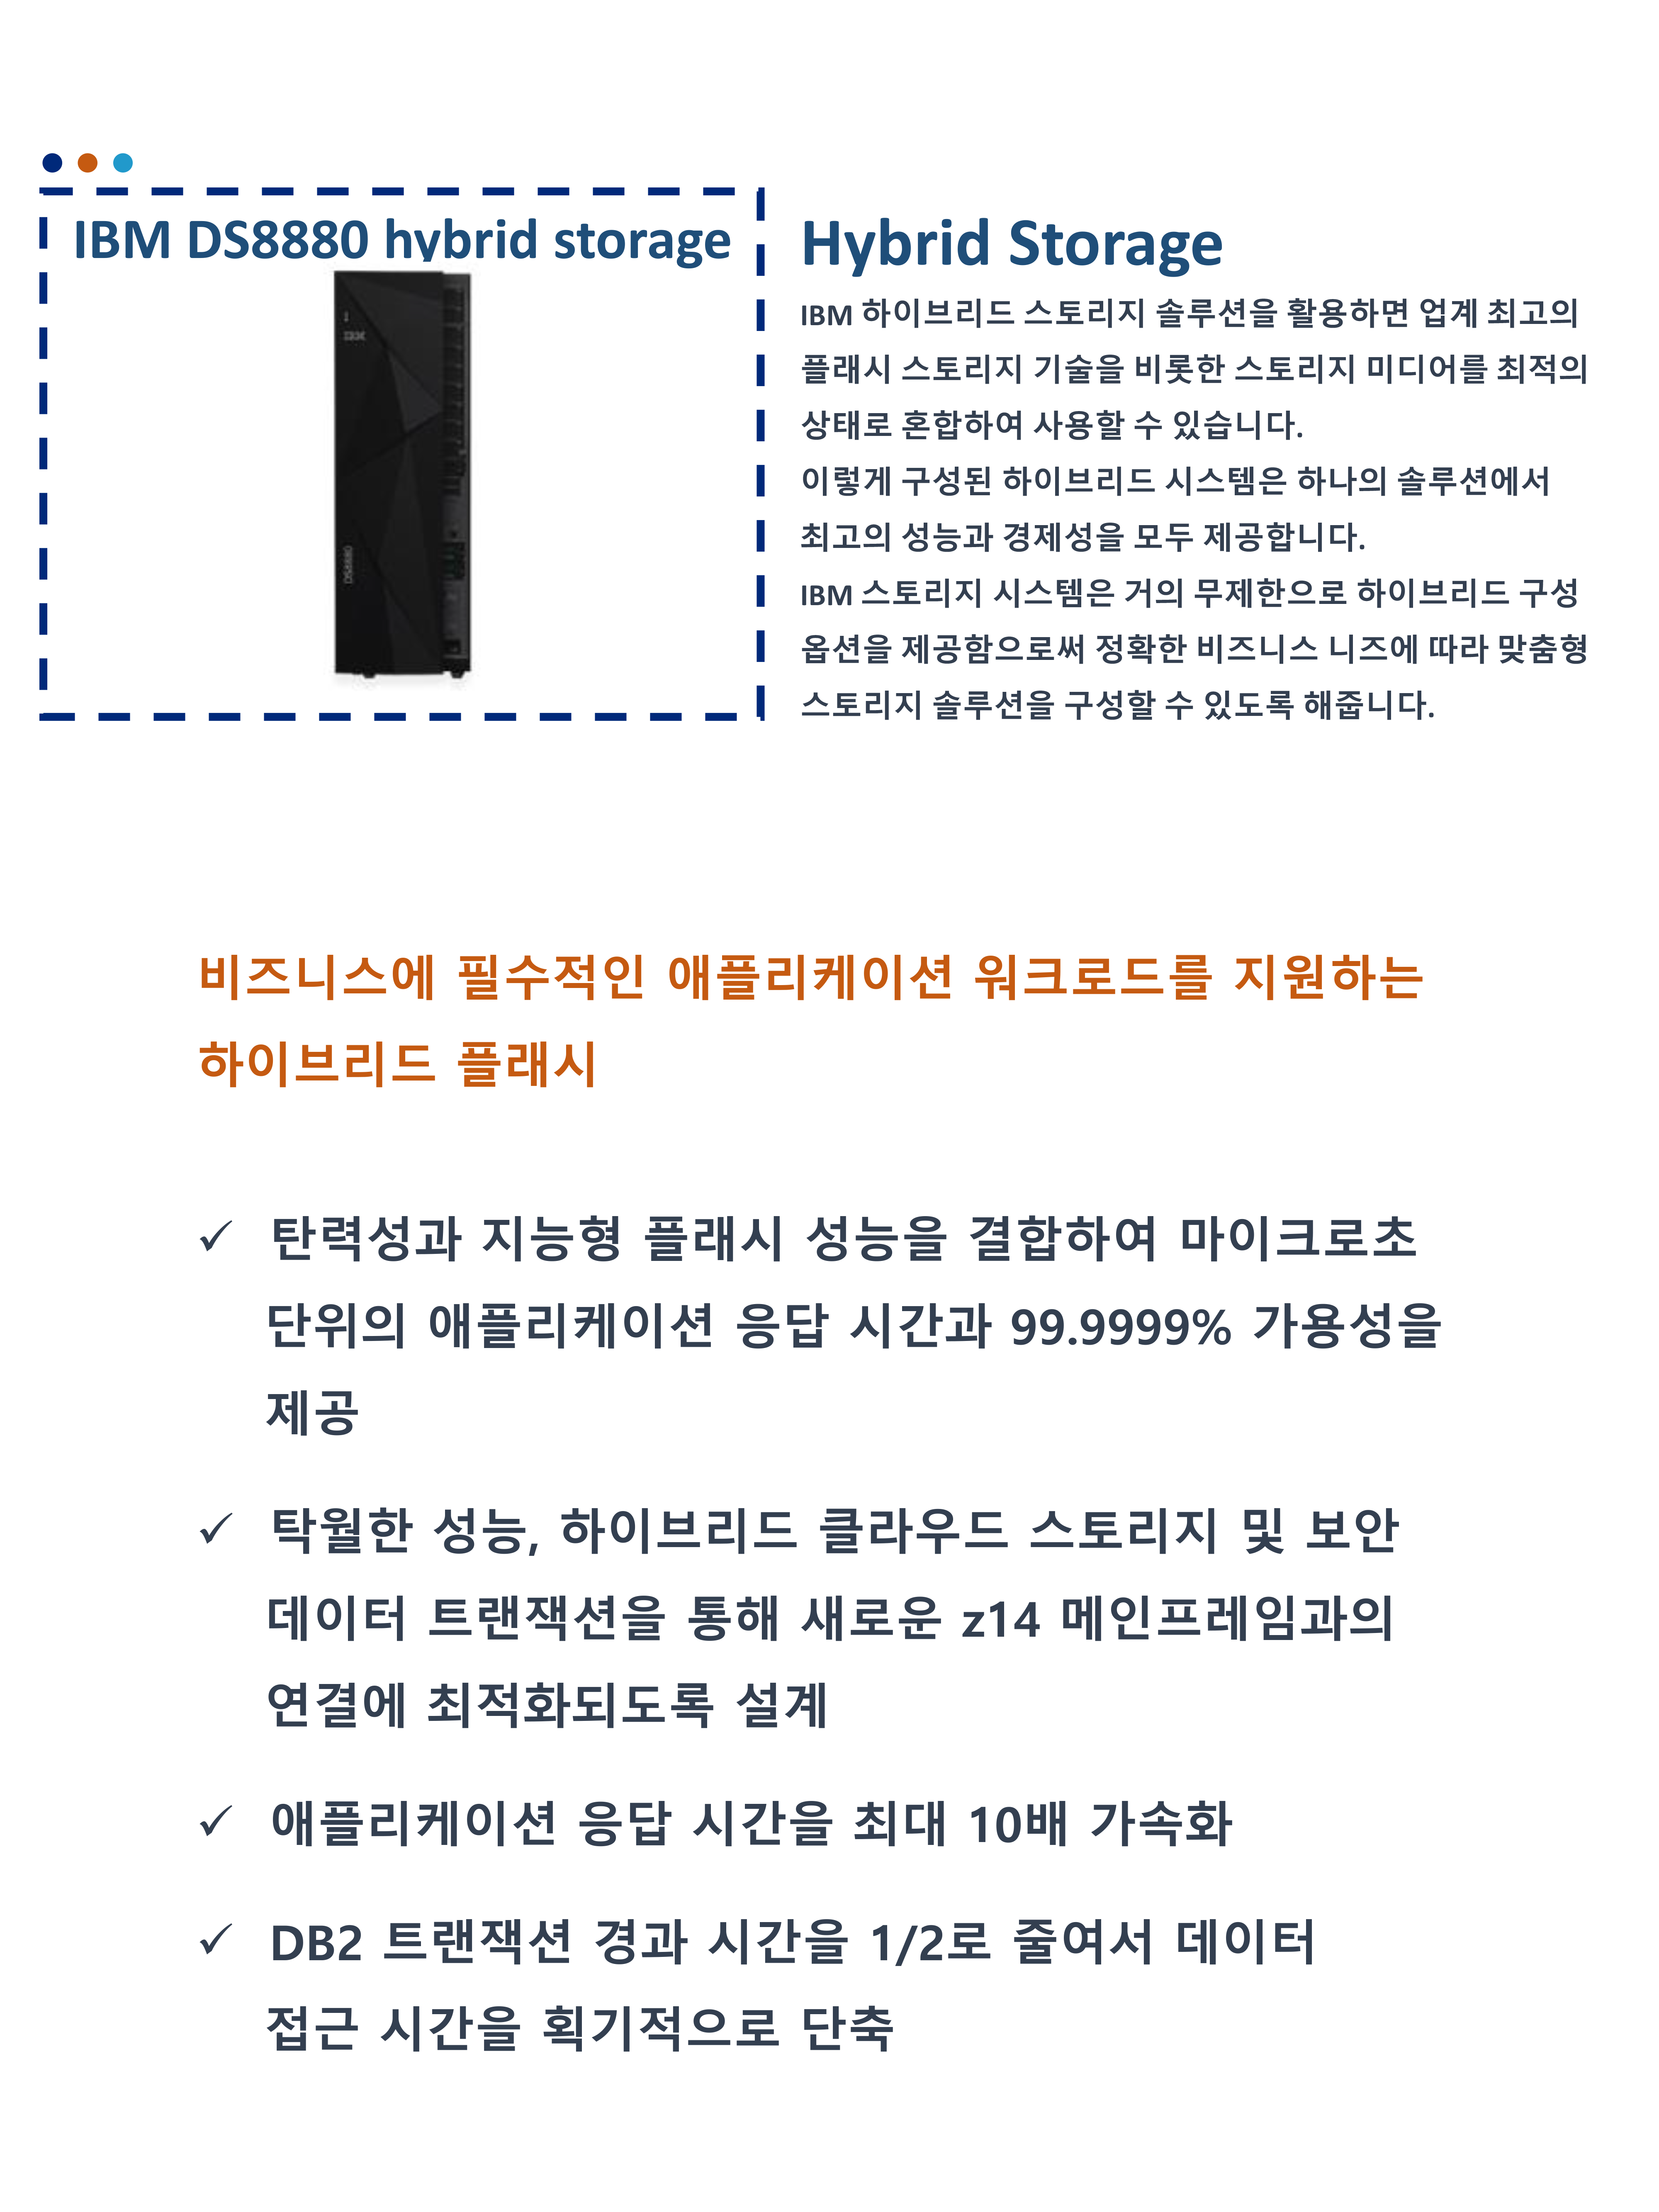 IBM DS8880 hybrid storage
IBM
DS8880
Hybrid Storage
IBM 하이브리드 스토리지 솔루션을 활용하면 업계 최고의
플래시 스토리지 기술을 비롯한 스토리지 미디어를 최적의
상태로 혼합하여 사용할 수 있습니다.
이렇게 구성된 하이브리드 시스템은 하나의 솔루션에서
최고의 성능과 경제성을 모두 제공합니다.
IBM 스토리지 시스템은 거의 무제한으로 하이브리드 구성
옵션을 제공함으로써 정확한 비즈니스 니즈에 따라 맞춤형
스토리지 솔루션을 구성할 수 있도록 해줍니다.
비즈니스에 필수적인 애플리케이션 워크로드를 지원하는
하이브리드 플래시
✓ 탄력성과 지능형 플래시 성능을 결합하여 마이크로초
단위의 애플리케이션 응답 시간과 99.9999% 가용성을
제공
✓ 탁월한 성능, 하이브리드 클라우드 스토리지 및 보안
데이터 트랜잭션을 통해 새로운 z14 메인프레임과의
연결에 최적화되도록 설계
✓ 애플리케이션 응답 시간을 최대 10배 가속화
✓ DB2 트랜잭션 경과 시간을 1/2로 줄여서 데이터
접근 시간을 획기적으로 단축